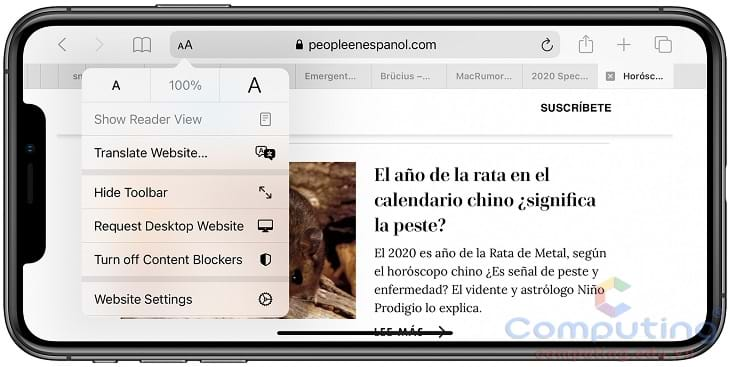 AA
peopleenespanol.com
Emergent...
Brücius –...
MacRumor...
2020 Spec...
Horósc...
A
100%
A
Show Reader View
Translate Website...
Hide Toolbar
Request Desktop Website
Turn off Content Blockers
Website Settings
SUSCRÍBETE
El año de la rata en el
calendario chino ¿significa
la peste?
El 2020 es año de la Rata de Metal, según
el horóscopo chino ¿Es señal de peste y
enfermedad? El vidente y astrólogo Niño
Prodigio lo explica.
LEE MÁS
Computing